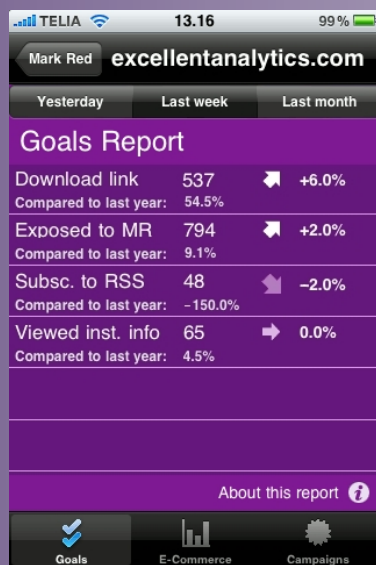 TELIA 13.16 99%
Mark Red excellentanalytics.com
Yesterday Last week Last month
Goals Report
Download link 537 +6.0%
Compared to last year: 54.5%
Exposed to MR 794 +2.0%
Compared to last year: 9.1%
Subsc. to RSS 48 −2.0%
Compared to last year: −150.0%
Viewed inst. info 65 0.0%
Compared to last year: 4.5%
About this report i
Goals E-Commerce Campaigns